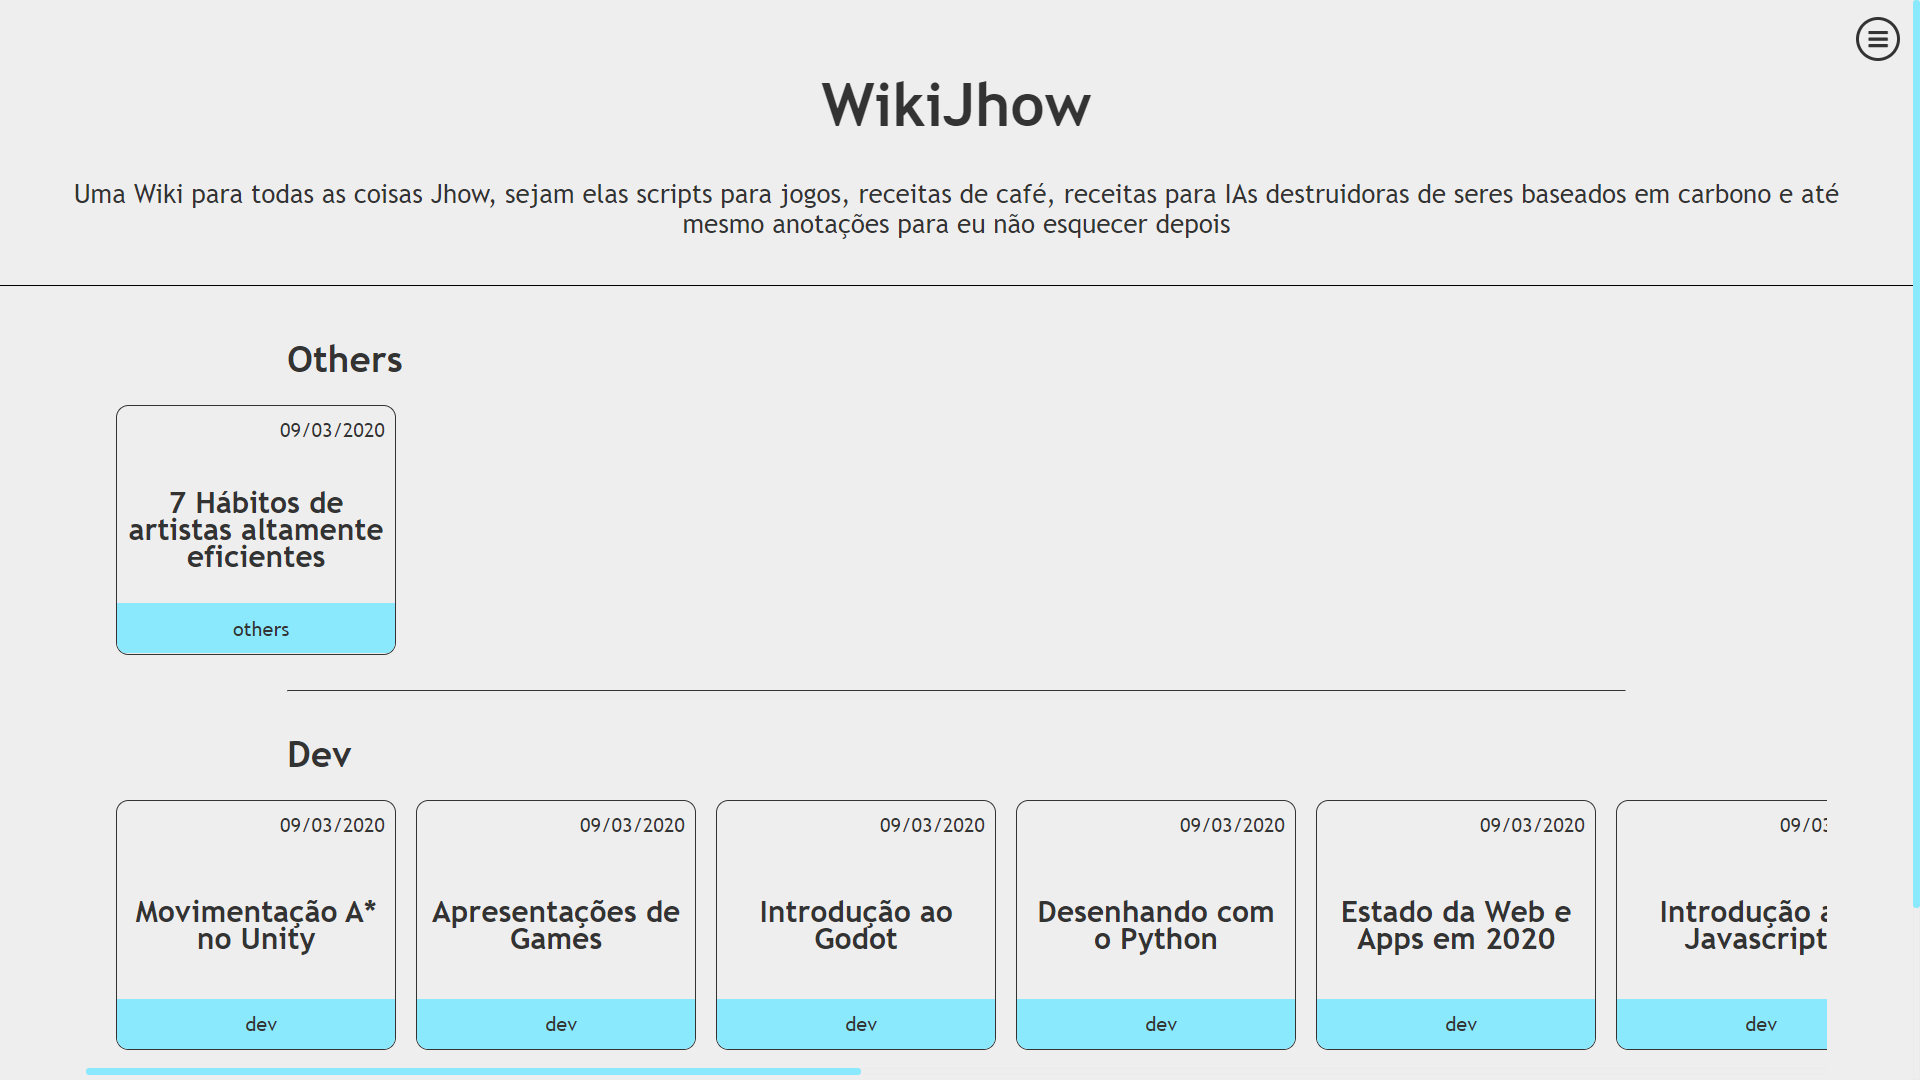 WikiJhow
Uma Wiki para todas as coisas Jhow, sejam elas scripts para jogos, receitas de café, receitas para IAs destruidoras de seres baseados em carbono e até
mesmo anotações para eu não esquecer depois
Others
09/03/2020
7 Hábitos de
artistas altamente
eficientes
others
Dev
09/03/2020
Movimentação A*
no Unity
dev
09/03/2020
Apresentações de
Games
dev
09/03/2020
Introdução ao
Godot
dev
09/03/2020
Desenhando com
o Python
dev
09/03/2020
Estado da Web e
Apps em 2020
dev
09/03
Introdução a
Javascript
dev